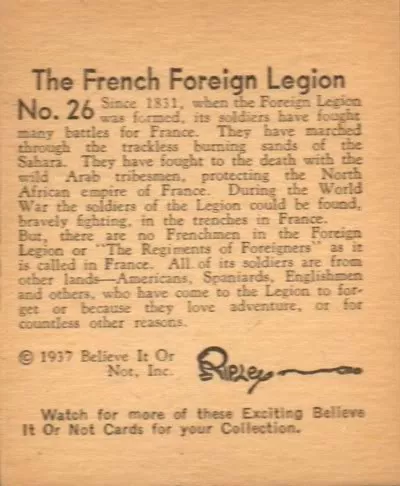 The French Foreign Legion
No. 26 Since 1831, when the Foreign Legion
was formed, its soldiers have fought
many battles for France. They have marched
through the trackless burning sands of the
Sahara. They have fought to the death with the
wild Arab tribesmen, protecting the North
African empire of France. During the World
War the soldiers of the Legion could be found,
bravely fighting, in the trenches in France.
But, there are no Frenchmen in the Foreign
Legion or "The Regiments of Foreigners" as it
is called in France. All of its soldiers are from
other lands—Americans, Spaniards, Englishmen
and others, who have come to the Legion to for-
get or because they love adventure, or for
countless other reasons.
© 1937 Believe It Or
Not, Inc.
RIPLEY
Watch for more of these Exciting Believe
It Or Not Cards for your Collection.